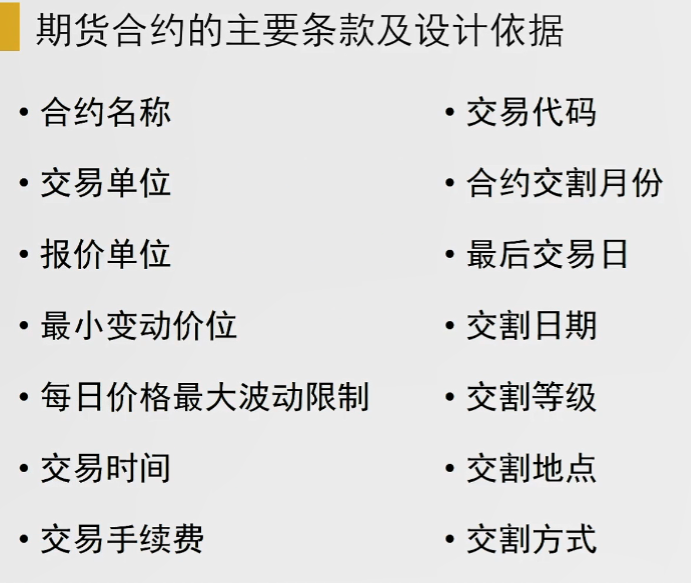 期货合约的主要条款及设计依据
• 合约名称
• 交易单位
• 报价单位
• 最小变动价位
• 每日价格最大波动限制
• 交易时间
• 交易手续费
• 交易代码
• 合约交割月份
• 最后交易日
• 交割日期
• 交割等级
• 交割地点
• 交割方式